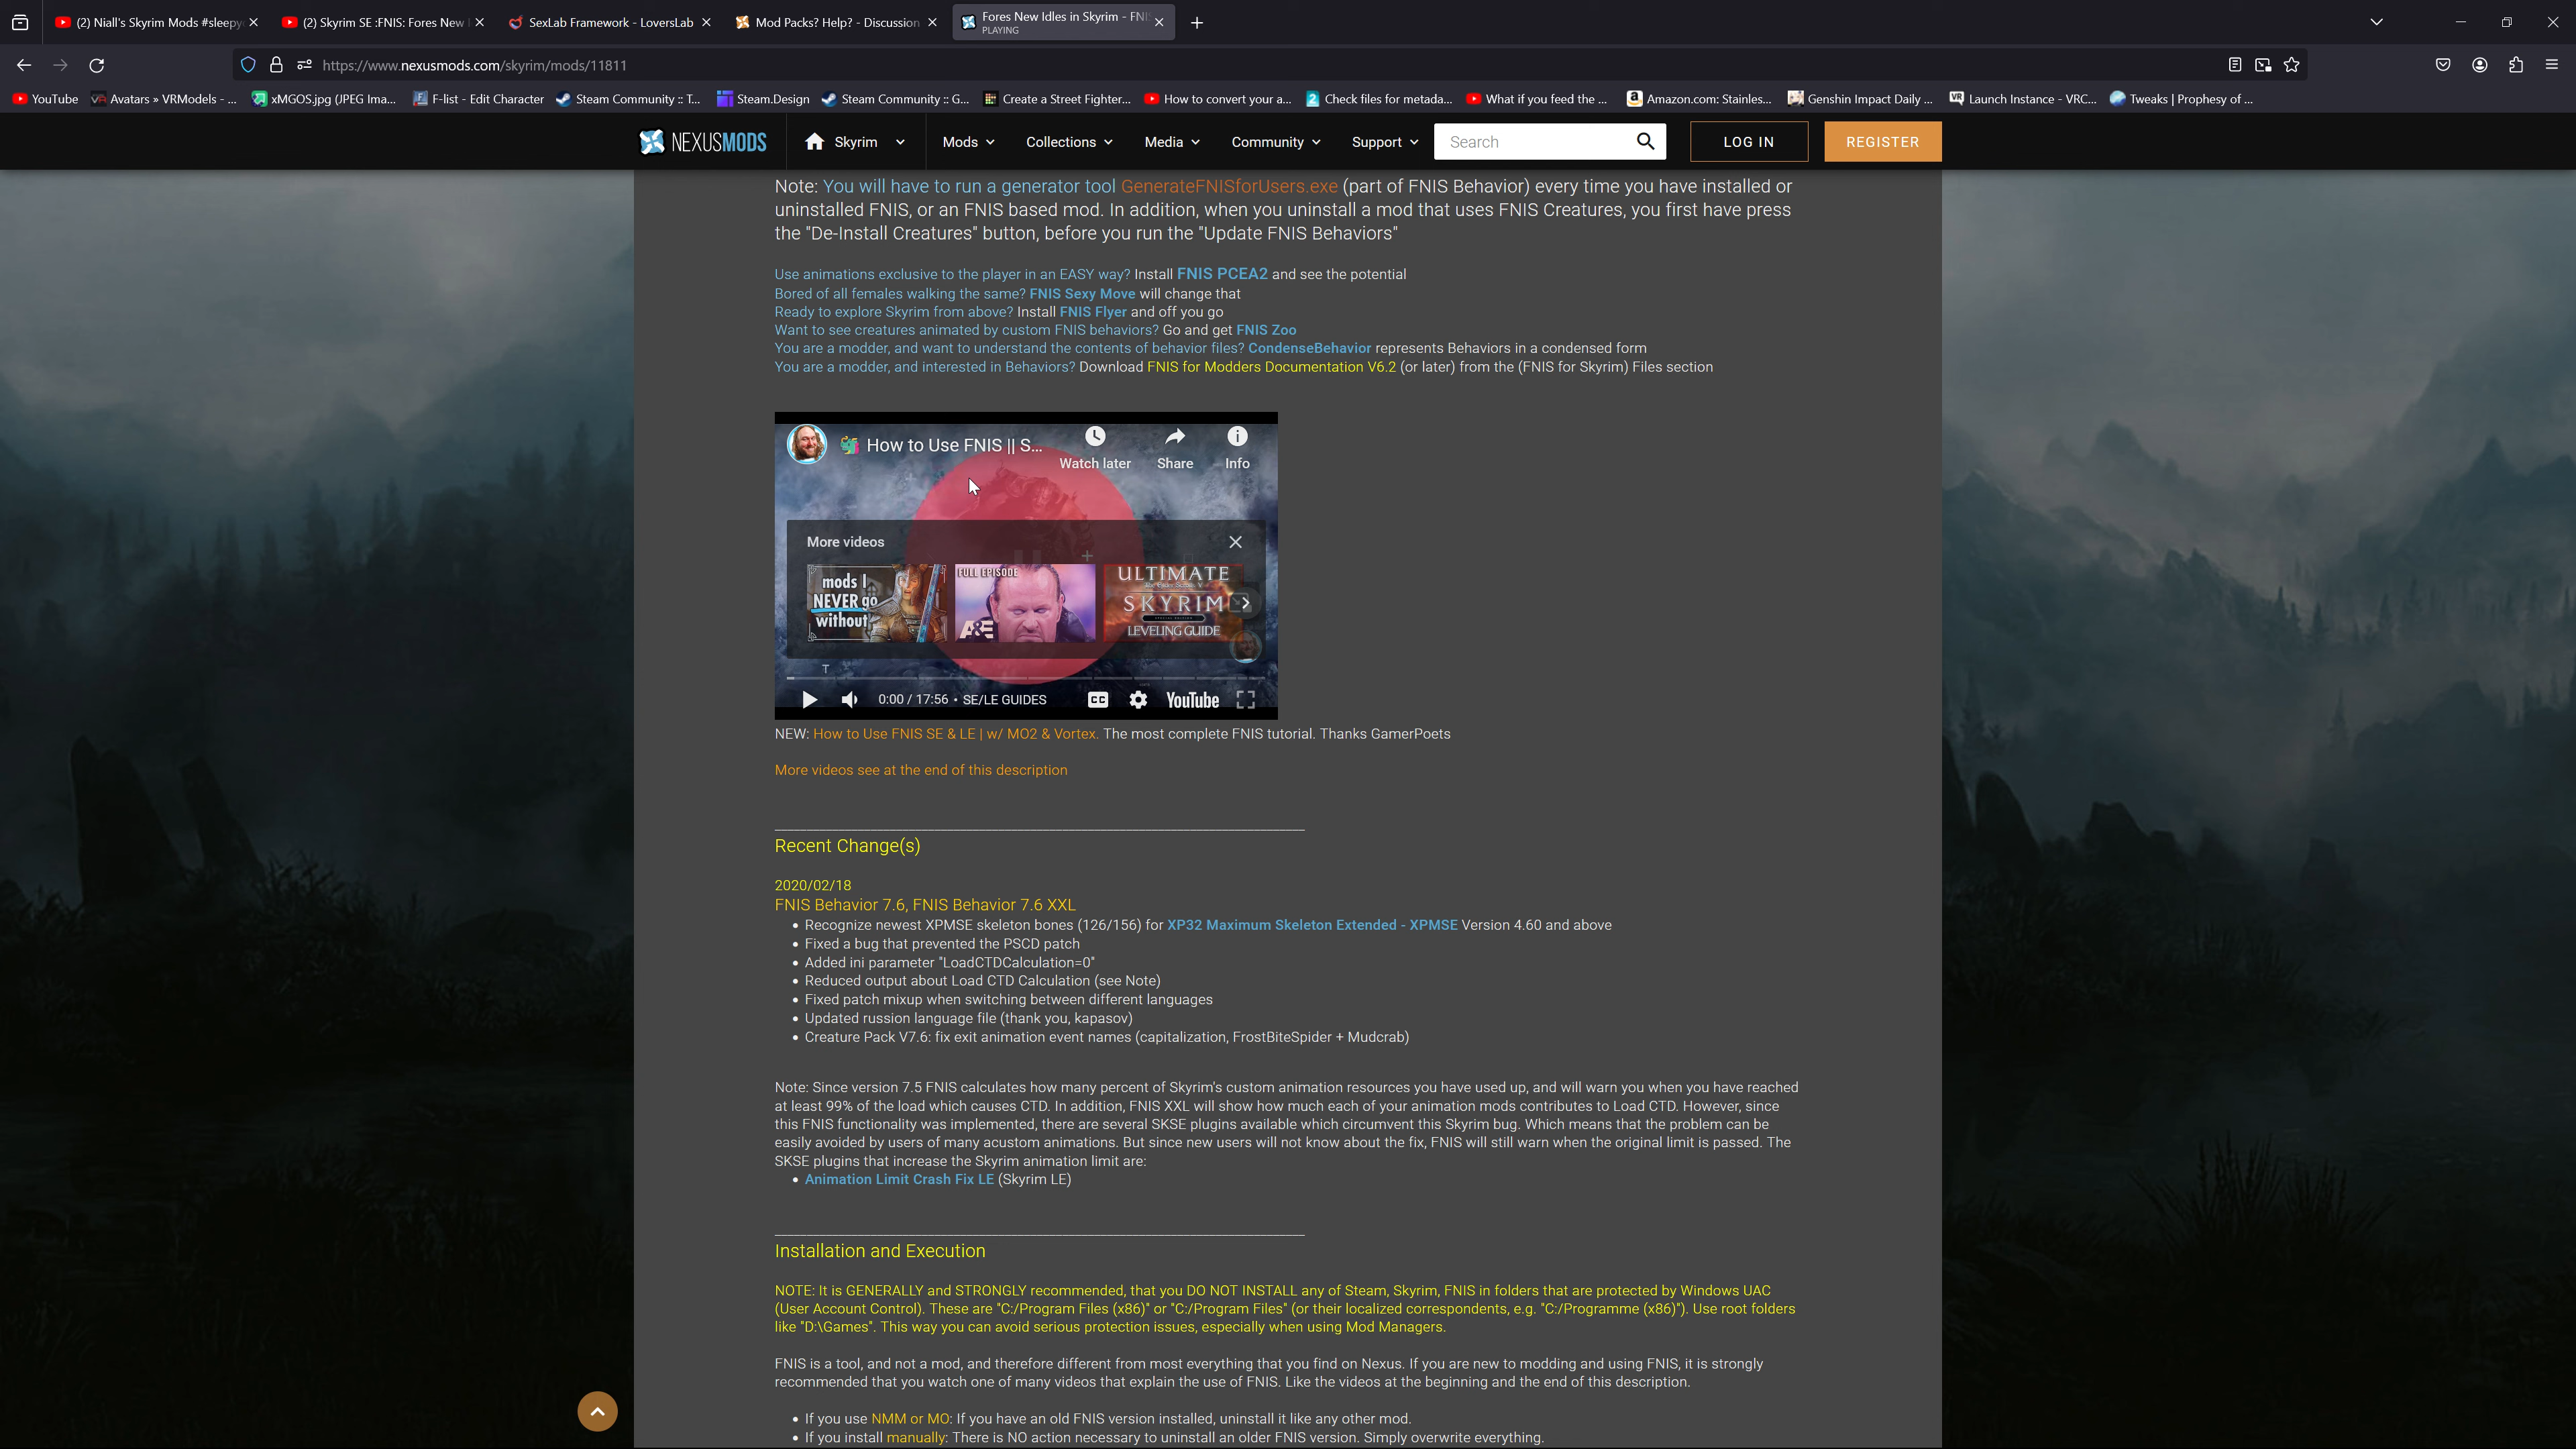 (2) Niall's Skyrim Mods #sleepy
(2) Skyrim SE :FNIS: Fores New
SexLab Framework - LoversLab
Mod Packs? Help? - Discussion
Fores New Idles in Skyrim - FNI
PLAYING
https://www.nexusmods.com/skyrim/mods/11811
YouTube
Avatars » VRModels - ...
xMGOS.jpg (JPEG Ima...
F-list - Edit Character
Steam Community :: T...
Steam.Design
Steam Community :: G...
Create a Street Fighter...
How to convert your a...
Check files for metada...
What if you feed the ...
Amazon.com: Stainles...
Genshin Impact Daily ...
Launch Instance - VRC...
Tweaks | Prophesy of ...
NEXUSMODS
Skyrim
Mods
Collections
Media
Community
Support
Search
LOG IN
REGISTER
Note: You will have to run a generator tool GenerateFNISforUsers.exe (part of FNIS Behavior) every time you have installed or
uninstalled FNIS, or an FNIS based mod. In addition, when you uninstall a mod that uses FNIS Creatures, you first have press
the "De-Install Creatures" button, before you run the "Update FNIS Behaviors"
Use animations exclusive to the player in an EASY way? Install FNIS PCEA2 and see the potential
Bored of all females walking the same? FNIS Sexy Move will change that
Ready to explore Skyrim from above? Install FNIS Flyer and off you go
Want to see creatures animated by custom FNIS behaviors? Go and get FNIS Zoo
You are a modder, and want to understand the contents of behavior files? CondenseBehavior represents Behaviors in a condensed form
You are a modder, and interested in Behaviors? Download FNIS for Modders Documentation V6.2 (or later) from the (FNIS for Skyrim) Files section
How to Use FNIS || S...
Watch later
Share
Info
More videos
mods I
NEVER go
without
FULL EPISODE
A&E
ULTIMATE
SKYRIM
LEVELING GUIDE
0:00 / 17:56 • SE/LE GUIDES
CC
YouTube
NEW: How to Use FNIS SE & LE | w/ MO2 & Vortex. The most complete FNIS tutorial. Thanks GamerPoets
More videos see at the end of this description
Recent Change(s)
2020/02/18
FNIS Behavior 7.6, FNIS Behavior 7.6 XXL
• Recognize newest XPMSE skeleton bones (126/156) for XP32 Maximum Skeleton Extended - XPMSE Version 4.60 and above
• Fixed a bug that prevented the PSCD patch
• Added ini parameter "LoadCTDCalculation=0"
• Reduced output about Load CTD Calculation (see Note)
• Fixed patch mixup when switching between different languages
• Updated russion language file (thank you, kapasov)
• Creature Pack V7.6: fix exit animation event names (capitalization, FrostBiteSpider + Mudcrab)
Note: Since version 7.5 FNIS calculates how many percent of Skyrim's custom animation resources you have used up, and will warn you when you have reached
at least 99% of the load which causes CTD. In addition, FNIS XXL will show how much each of your animation mods contributes to Load CTD. However, since
this FNIS functionality was implemented, there are several SKSE plugins available which circumvent this Skyrim bug. Which means that the problem can be
easily avoided by users of many acustom animations. But since new users will not know about the fix, FNIS will still warn when the original limit is passed. The
SKSE plugins that increase the Skyrim animation limit are:
• Animation Limit Crash Fix LE (Skyrim LE)
Installation and Execution
NOTE: It is GENERALLY and STRONGLY recommended, that you DO NOT INSTALL any of Steam, Skyrim, FNIS in folders that are protected by Windows UAC
(User Account Control). These are "C:/Program Files (x86)" or "C:/Program Files" (or their localized correspondents, e.g. "C:/Programme (x86)"). Use root folders
like "D:\Games". This way you can avoid serious protection issues, especially when using Mod Managers.
FNIS is a tool, and not a mod, and therefore different from most everything that you find on Nexus. If you are new to modding and using FNIS, it is strongly
recommended that you watch one of many videos that explain the use of FNIS. Like the videos at the beginning and the end of this description.
• If you use NMM or MO: If you have an old FNIS version installed, uninstall it like any other mod.
• If you install manually: There is NO action necessary to uninstall an older FNIS version. Simply overwrite everything.